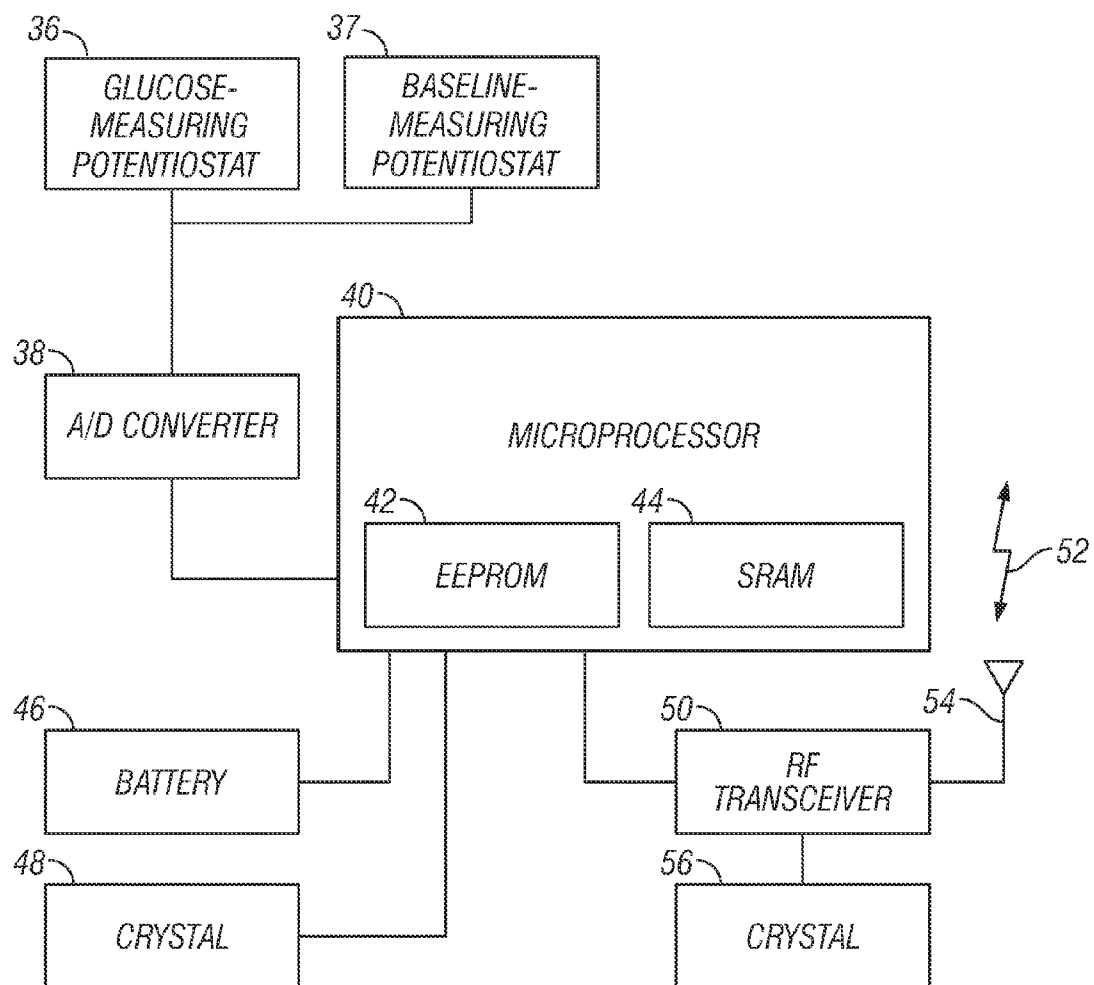 36
GLUCOSE-
MEASURING
POTENTIOSTAT
37
BASELINE-
MEASURING
POTENTIOSTAT
38
A/D CONVERTER
40
MICROPROCESSOR
42
EEPROM
44
SRAM
52
54
46
BATTERY
50
RF
TRANSCEIVER
48
CRYSTAL
56
CRYSTAL